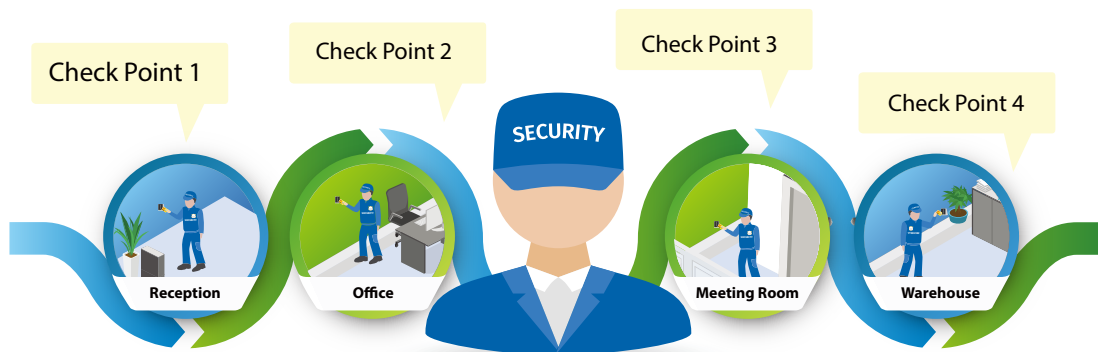 Check Point 1
Check Point 2
Check Point 3
Check Point 4
SECURITY
Reception
Office
Meeting Room
Warehouse